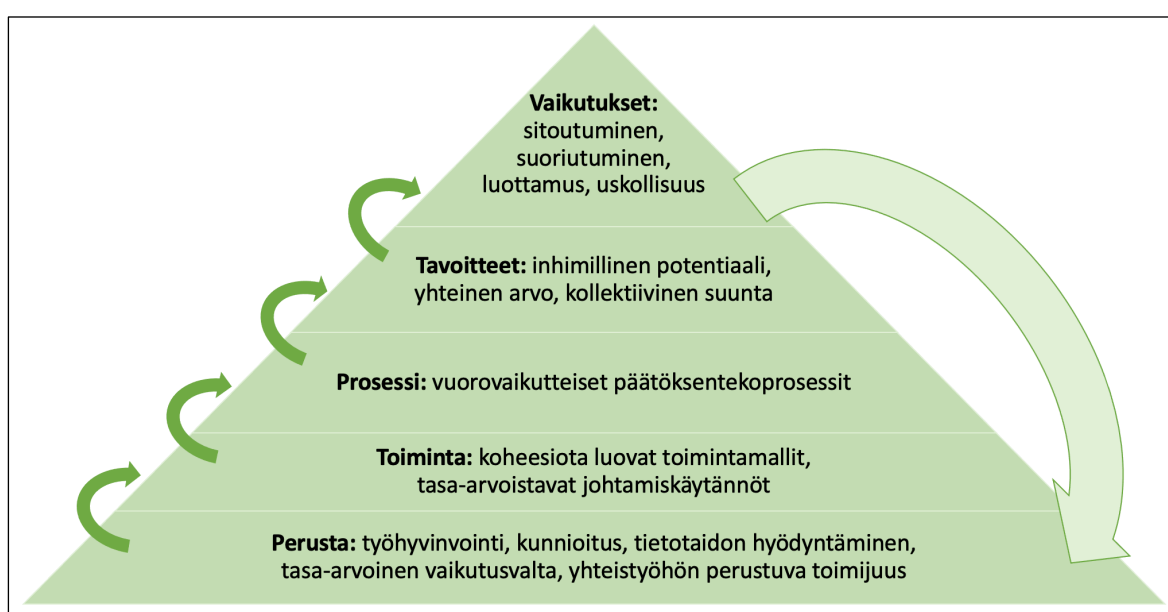 Vaikutukset:
sitoutuminen,
suoriutuminen,
luottamus, uskollisuus
Tavoitteet: inhimillinen potentiaali,
yhteinen arvo, kollektiivinen suunta
Prosessi: vuorovaikutteiset päätöksentekoprosessit
Toiminta: koheesiota luovat toimintamallit,
tasa-arvoistavat johtamiskäytännöt
Perusta: työhyvinvointi, kunnioitus, tietotaidon hyödyntäminen,
tasa-arvoinen vaikutusvalta, yhteistyöhön perustuva toimijuus